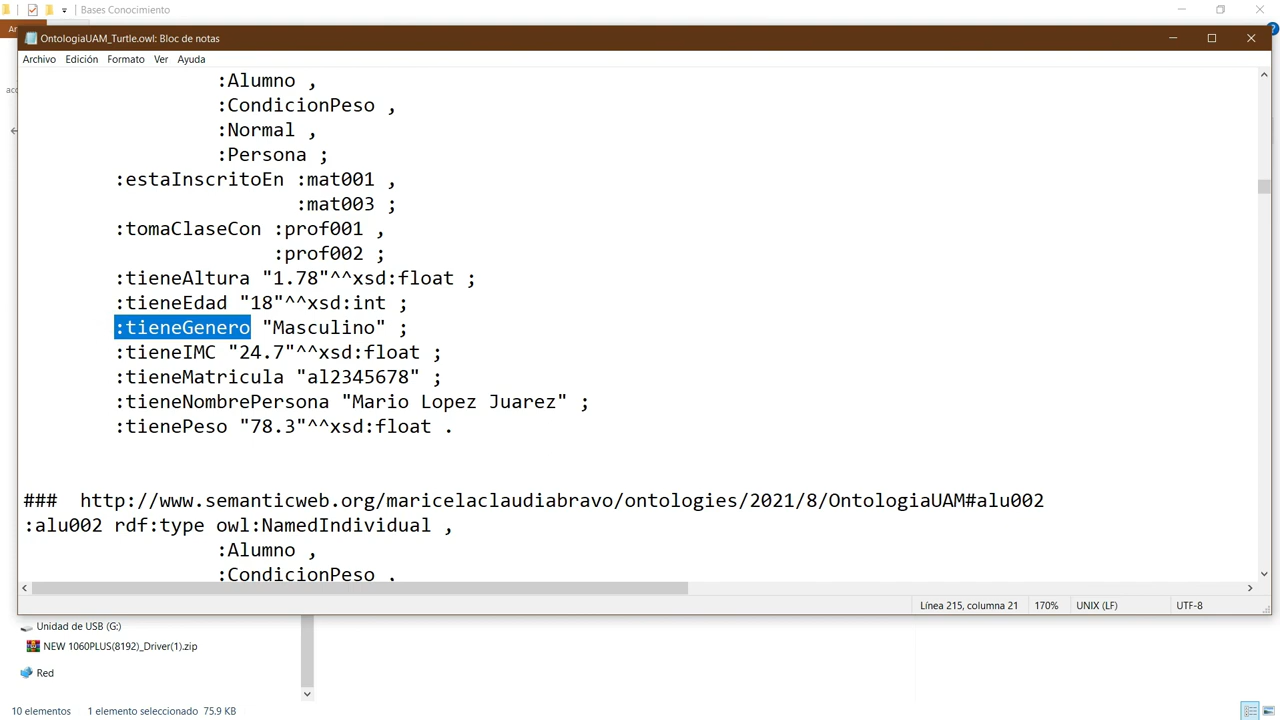 Bases Conocimiento
OntologiaUAM_Turtle.owl: Bloc de notas
Archivo Edición Formato Ver Ayuda
:Alumno ,
:CondicionPeso ,
:Normal ,
:Persona ;
:estaInscritoEn :mat001 ,
:mat003 ;
:tomaClaseCon :prof001 ,
:prof002 ;
:tieneAltura "1.78"^^xsd:float ;
:tieneEdad "18"^^xsd:int ;
:tieneGenero "Masculino" ;
:tieneIMC "24.7"^^xsd:float ;
:tieneMatricula "al2345678" ;
:tieneNombrePersona "Mario Lopez Juarez" ;
:tienePeso "78.3"^^xsd:float .
### http://www.semanticweb.org/maricelaclaudiabravo/ontologies/2021/8/OntologiaUAM#alu002
:alu002 rdf:type owl:NamedIndividual ,
:Alumno ,
:CondicionPeso ,
Línea 215, columna 21 170% UNIX (LF) UTF-8
Unidad de USB (G:)
NEW 1060PLUS(8192)_Driver(1).zip
Red
10 elementos 1 elemento seleccionado 75.9 KB